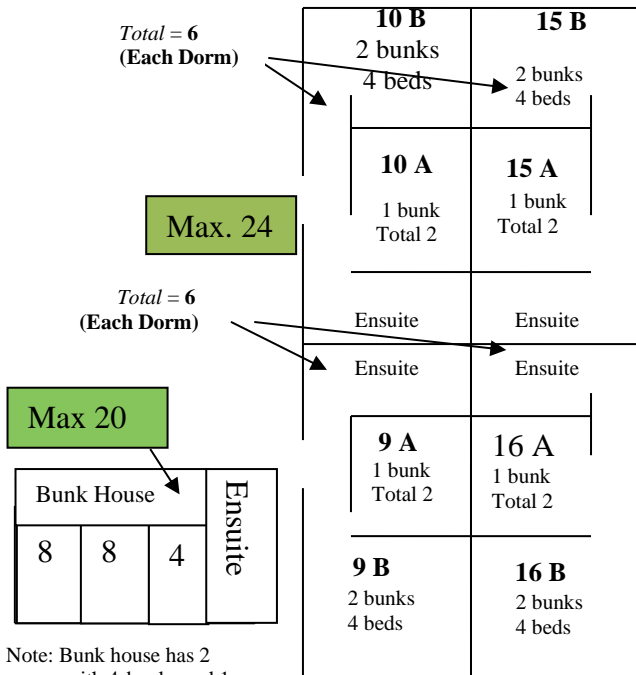 Total = 6
(Each Dorm)
10 B
2 bunks
4 beds
15 B
2 bunks
4 beds
10 A
1 bunk
Total 2
15 A
1 bunk
Total 2
Max. 24
Total = 6
(Each Dorm)
Ensuite
Ensuite
Ensuite
Ensuite
Max 20
9 A
1 bunk
Total 2
16 A
1 bunk
Total 2
Bunk House
Ensuite
8
8
4
9 B
2 bunks
4 beds
16 B
2 bunks
4 beds
Note: Bunk house has 2